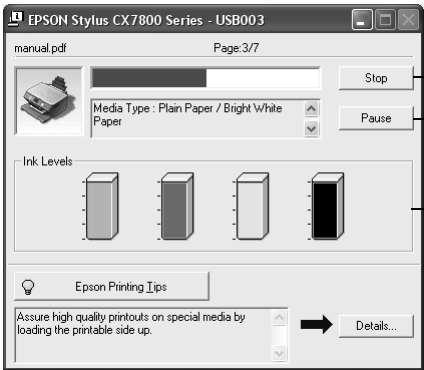 EPSON Stylus CX7800 Series - USB003
manual.pdf Page:3/7
Stop
Media Type : Plain Paper / Bright White
Paper
Pause
Ink Levels
Epson Printing Tips
Assure high quality printouts on special media by
loading the printable side up.
Details...